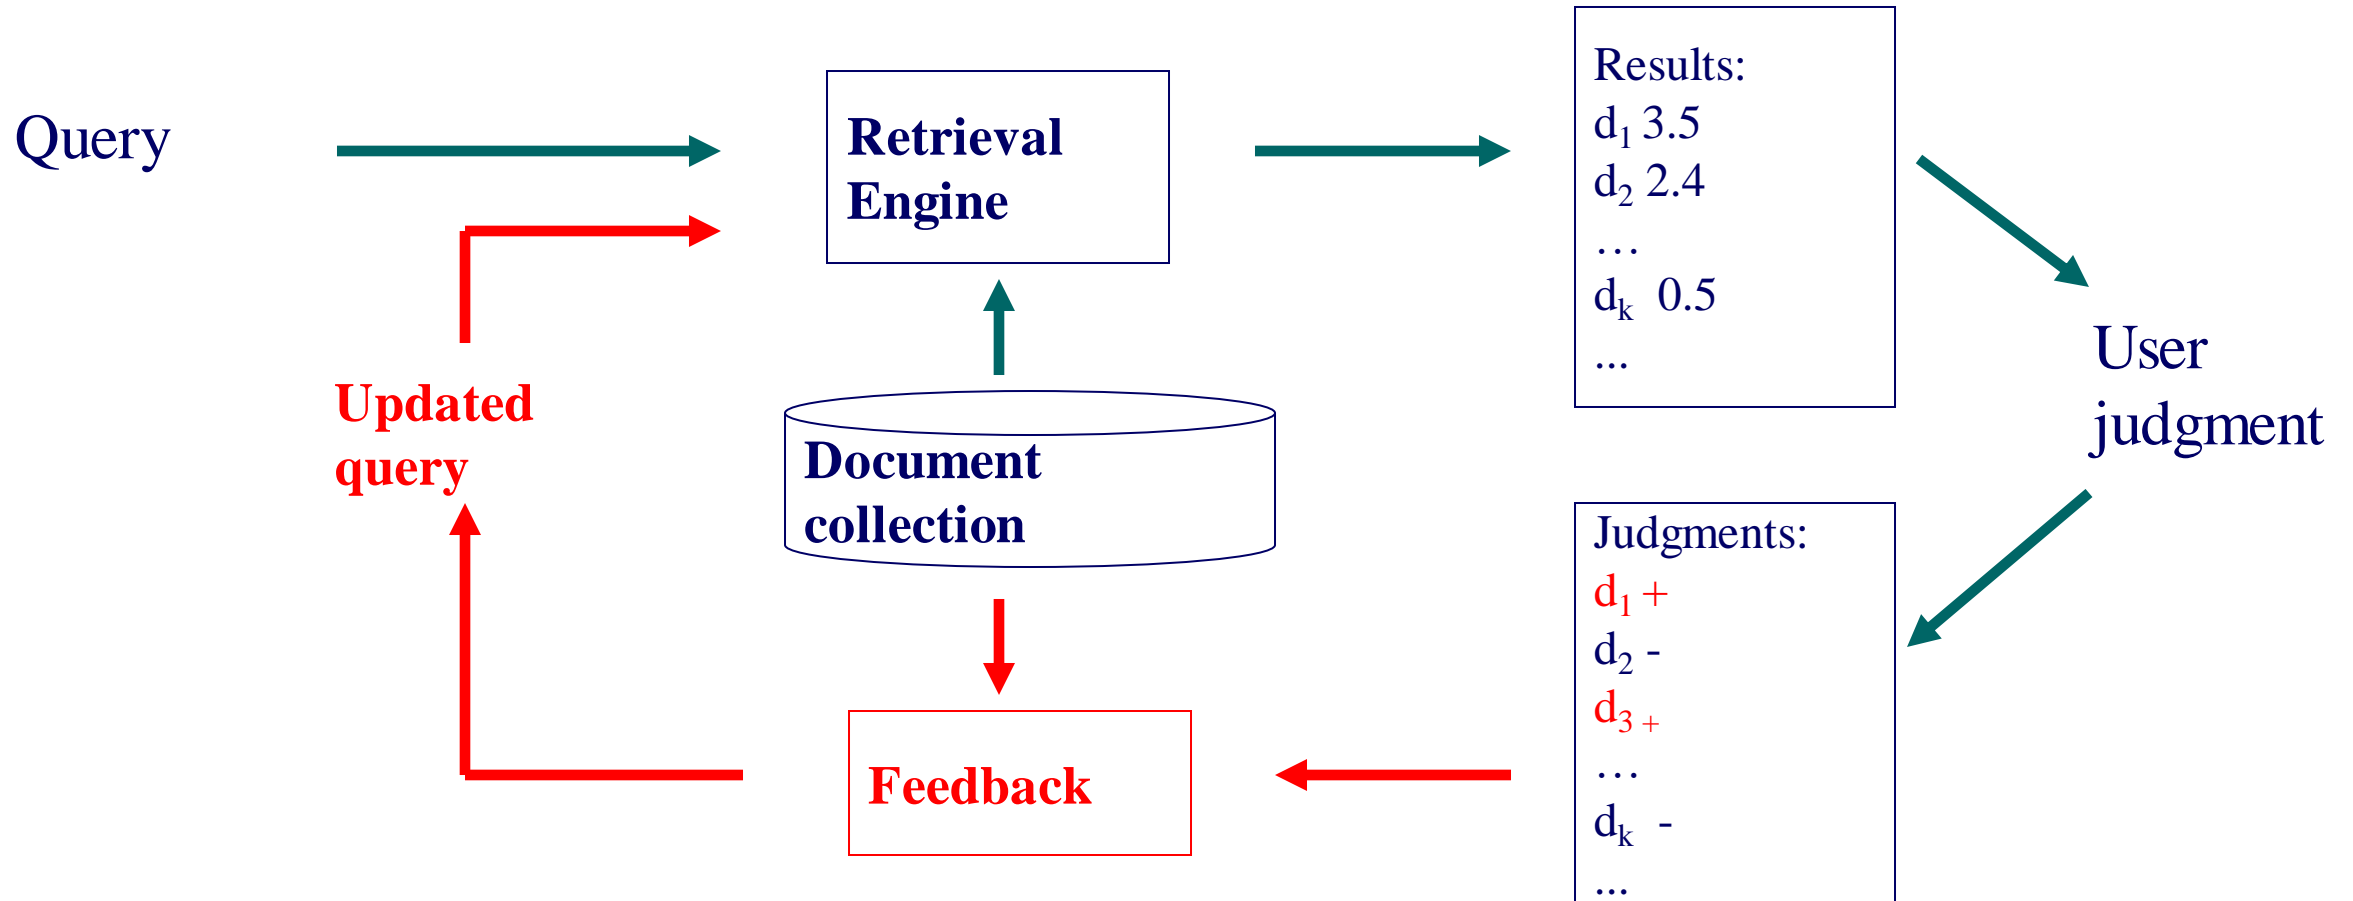 Query
Retrieval
Engine
Results:
d₁ 3.5
d₂ 2.4
…
dₖ 0.5
...
User
judgment
Updated
query
Document
collection
Judgments:
d₁ +
d₂ -
d₃ +
…
dₖ -
...
Feedback